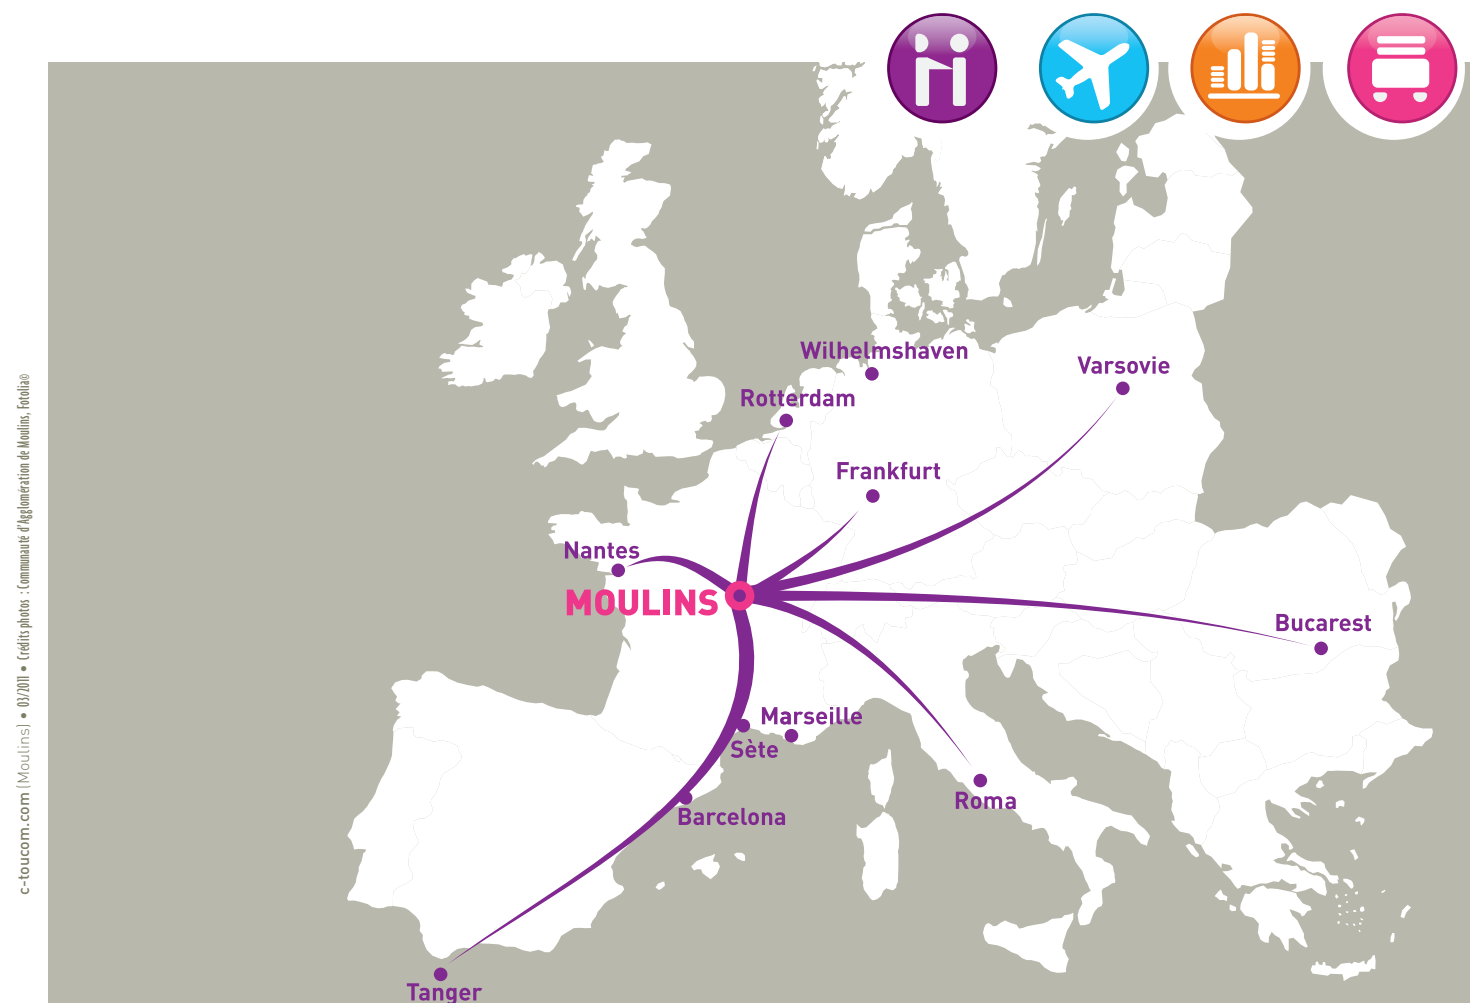 Wilhelmshaven
Varsovie
Rotterdam
Frankfurt
Nantes
MOULINS
Bucarest
Marseille
Sète
Roma
Barcelona
Tanger
c-toucom.com (Moulins) • 03/2011 • Crédits photos : Communauté d'Agglomération de Moulins, Fotolia©